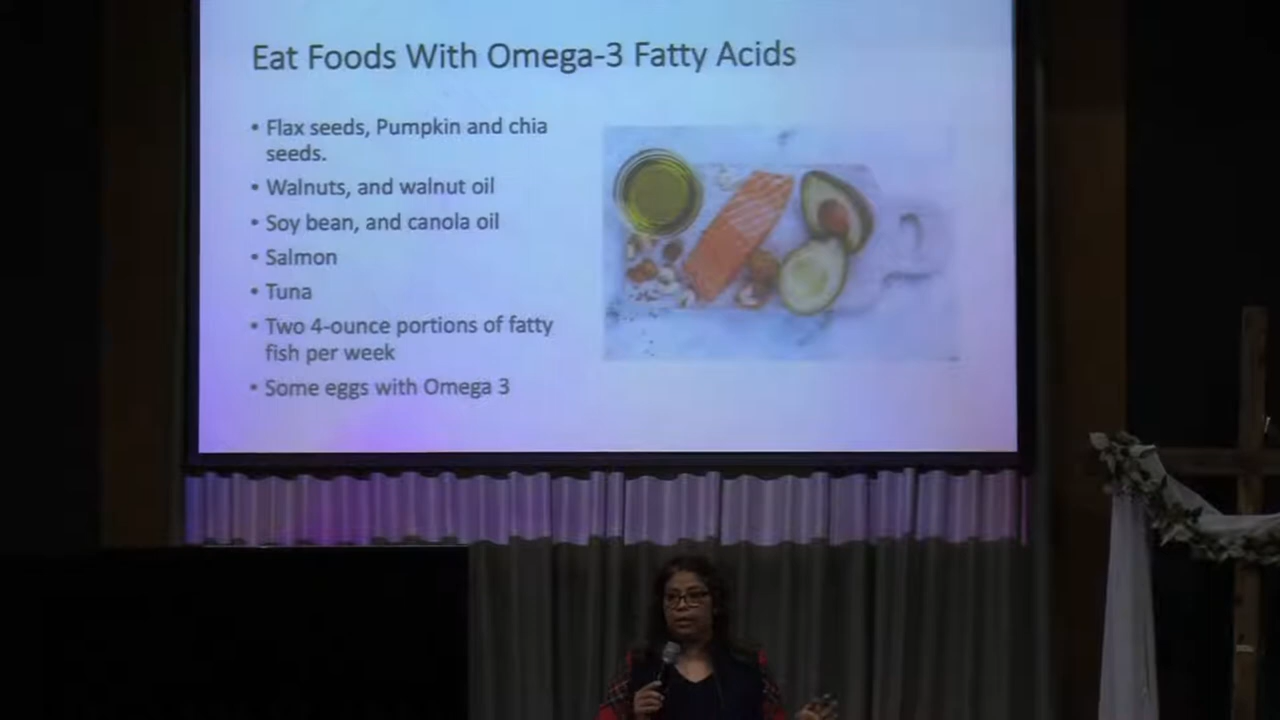 Eat Foods With Omega-3 Fatty Acids
• Flax seeds, Pumpkin and chia
seeds.
• Walnuts, and walnut oil
• Soy bean, and canola oil
• Salmon
• Tuna
• Two 4-ounce portions of fatty
fish per week
• Some eggs with Omega 3